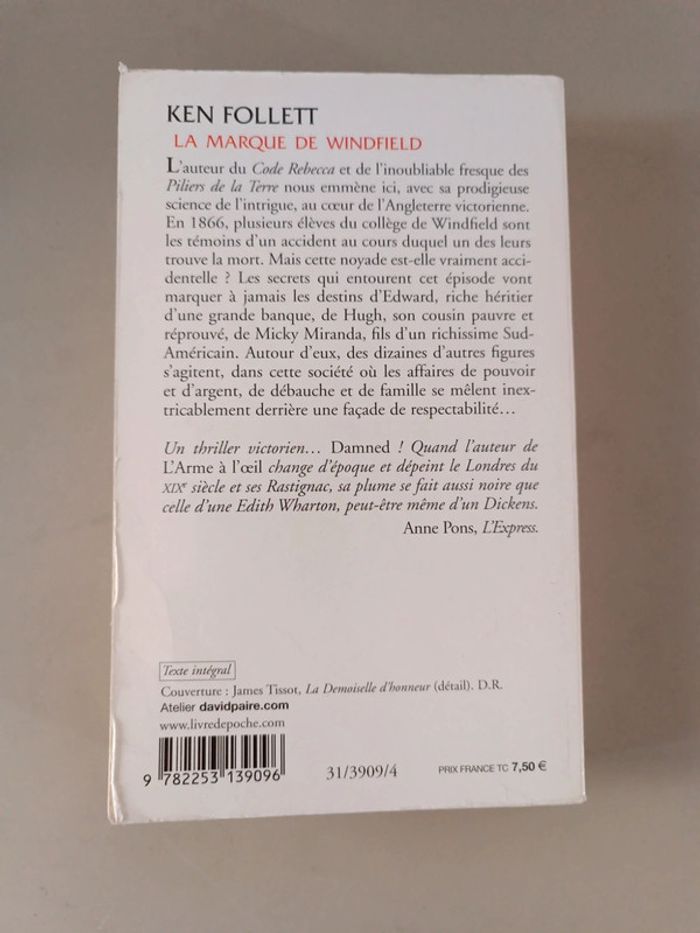 KEN FOLLETT
LA MARQUE DE WINDFIELD
L'auteur du Code Rebecca et de l'inoubliable fresque des
Piliers de la Terre nous emmène ici, avec sa prodigieuse
science de l'intrigue, au cœur de l'Angleterre victorienne.
En 1866, plusieurs élèves du collège de Windfield sont
les témoins d'un accident au cours duquel un des leurs
trouve la mort. Mais cette noyade est-elle vraiment acci-
dentelle ? Les secrets qui entourent cet épisode vont
marquer à jamais les destins d'Edward, riche héritier
d'une grande banque, de Hugh, son cousin pauvre et
réprouvé, de Micky Miranda, fils d'un richissime Sud-
Américain. Autour d'eux, des dizaines d'autres figures
s'agitent, dans cette société où les affaires de pouvoir
et d'argent, de débauche et de famille se mêlent inex-
tricablement derrière une façade de respectabilité…
Un thriller victorien… Damned ! Quand l'auteur de
L'Arme à l'œil change d'époque et dépeint le Londres du
XIXe siècle et ses Rastignac, sa plume se fait aussi noire que
celle d'une Edith Wharton, peut-être même d'un Dickens.
Anne Pons, L'Express.
Texte intégral
Couverture : James Tissot, La Demoiselle d'honneur (détail). D.R.
Atelier davidpaire.com
www.livredepoche.com
9 782253 139096
31/3909/4
PRIX FRANCE TC 7,50 €